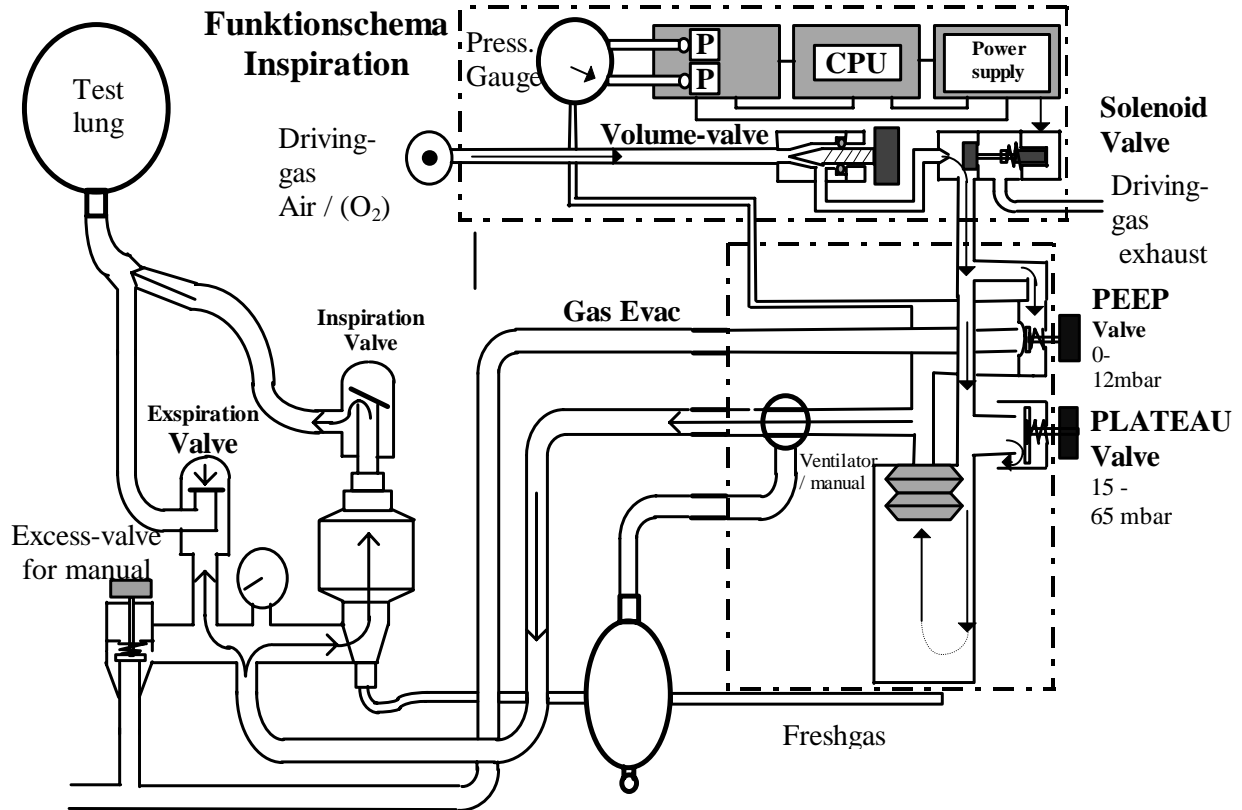 Funktionschema
Inspiration
Press.
Gauge
P
P
CPU
Power
supply
Test
lung
Driving-
gas
Air / (O₂)
Volume-valve
Solenoid
Valve
Driving-
gas
exhaust
Gas Evac
PEEP
Valve
0-
12mbar
Inspiration
Valve
Exspiration
Valve
PLATEAU
Valve
15 -
65 mbar
Ventilator
/ manual
Excess-valve
for manual
Freshgas